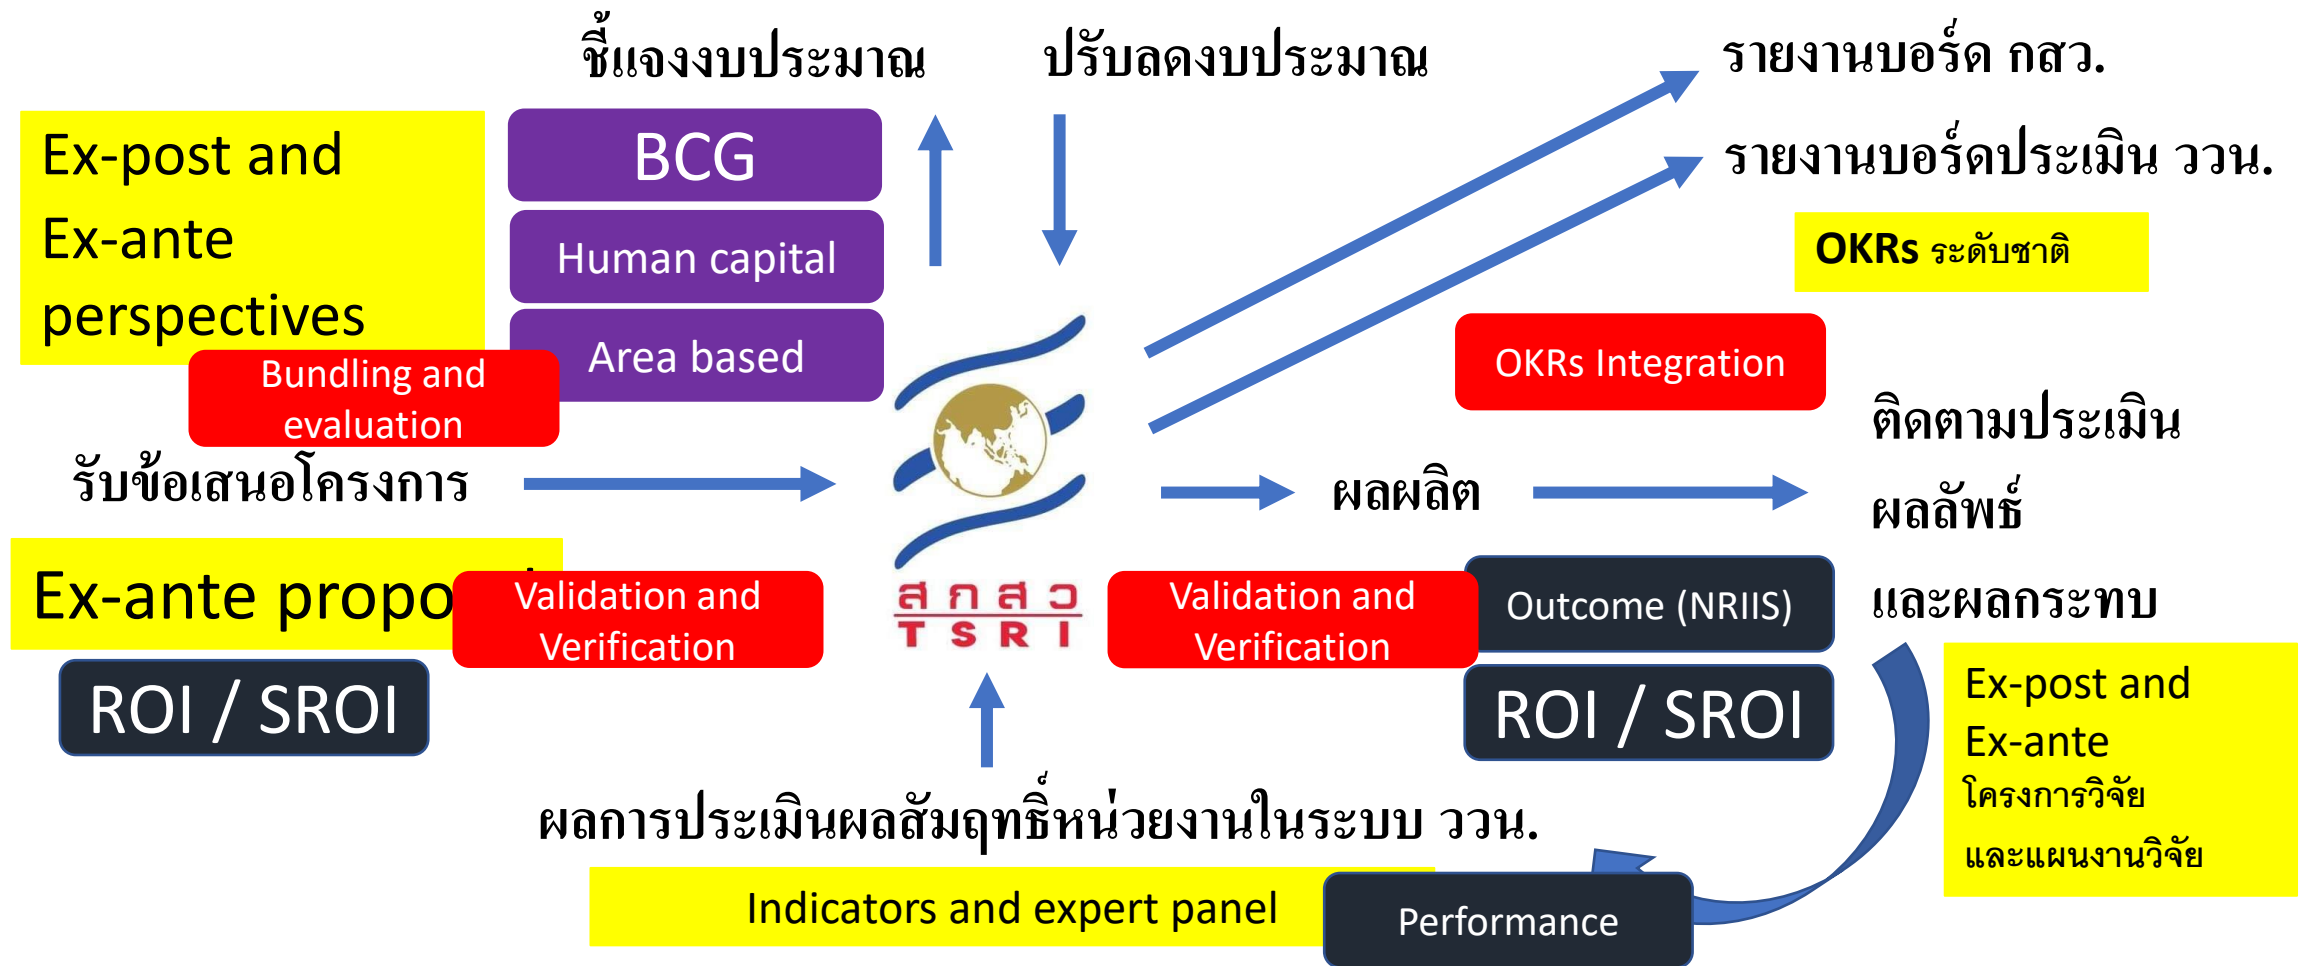 ชี้แจงงบประมาณ
ปรับลดงบประมาณ
รายงานบอร์ด กสว.
รายงานบอร์ดประเมิน ววน.
OKRs ระดับชาติ
Ex-post and
Ex-ante
perspectives
BCG
Human capital
Area based
Bundling and
evaluation
OKRs Integration
รับข้อเสนอโครงการ
ผลผลิต
ติดตามประเมิน
ผลลัพธ์
และผลกระทบ
Ex-ante propo
Validation and
Verification
ROI / SROI
สกสว
TSRI
Validation and
Verification
Outcome (NRIIS)
ROI / SROI
Ex-post and
Ex-ante
โครงการวิจัย
และแผนงานวิจัย
ผลการประเมินผลสัมฤทธิ์หน่วยงานในระบบ ววน.
Indicators and expert panel
Performance